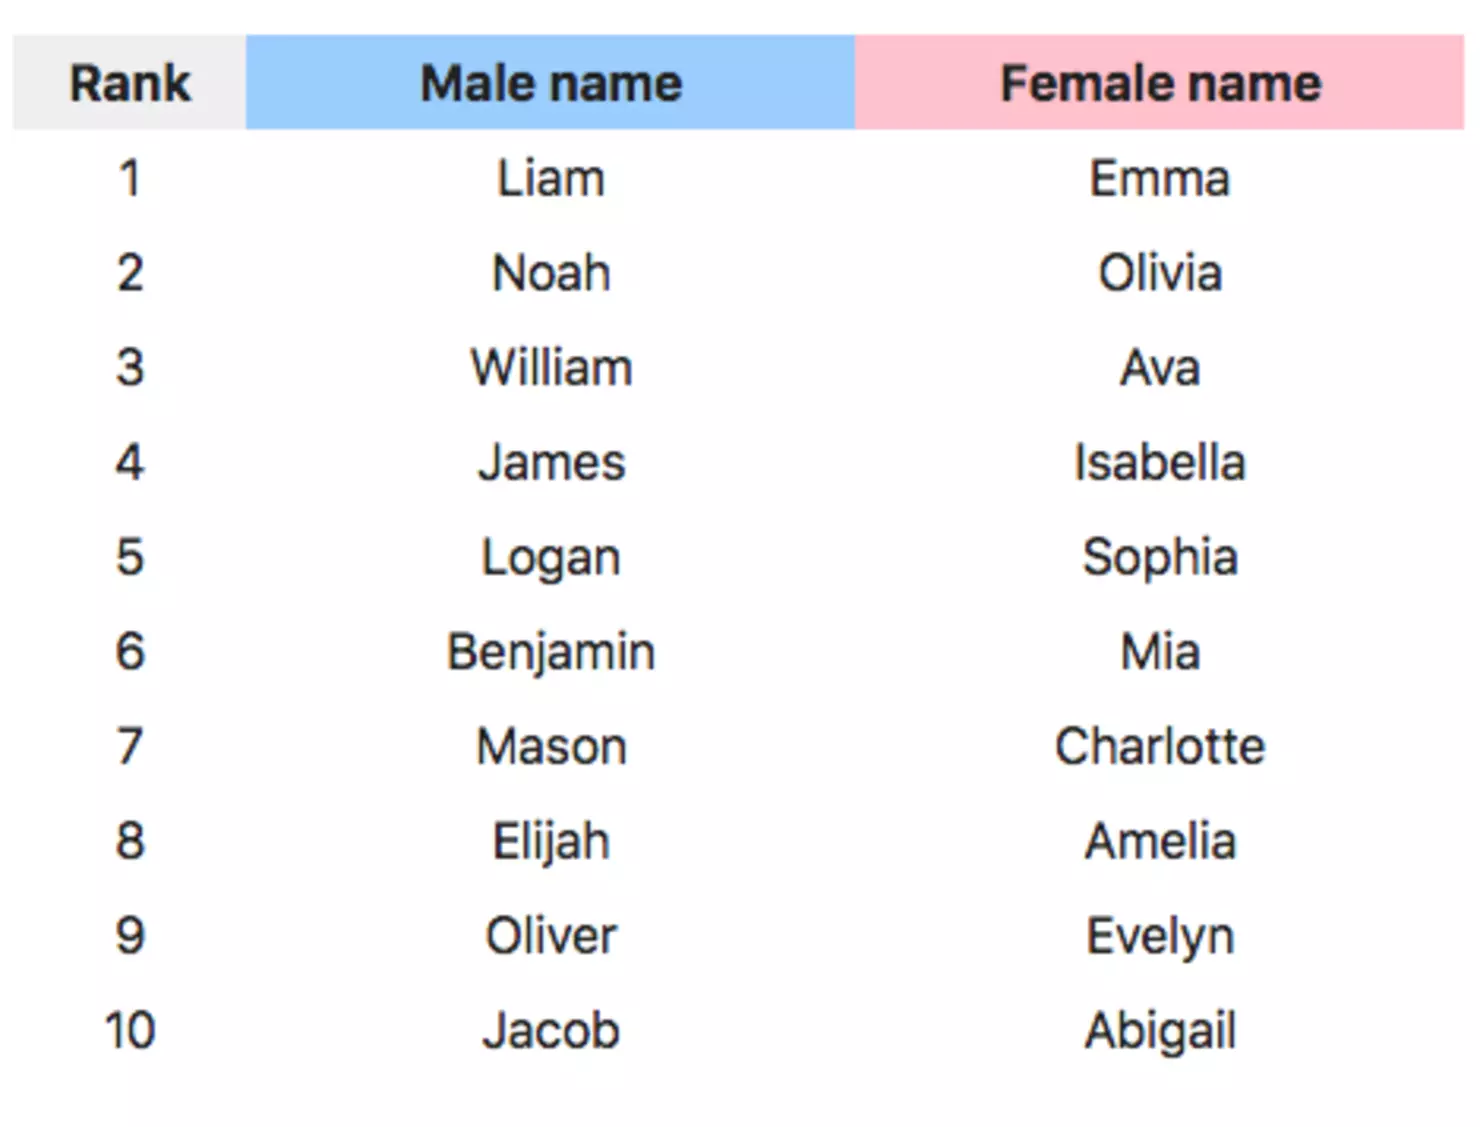 Rank Male name Female name
1 Liam Emma
2 Noah Olivia
3 William Ava
4 James Isabella
5 Logan Sophia
6 Benjamin Mia
7 Mason Charlotte
8 Elijah Amelia
9 Oliver Evelyn
10 Jacob Abigail